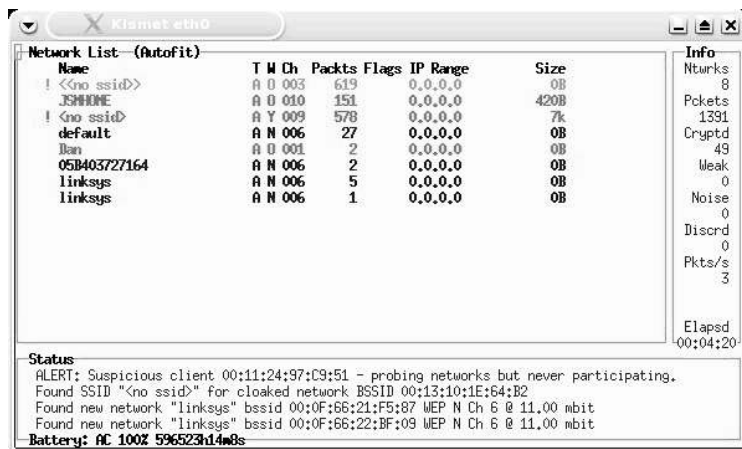 Kismet eth0
Network List (Autofit)
Name T W Ch Packts Flags IP Range Size
! <<no ssid>> A O 003 619 0.0.0.0 0B
JSMHOME A O 010 151 0.0.0.0 420B
! <no ssid> A Y 009 578 0.0.0.0 7k
default A N 006 27 0.0.0.0 0B
Dan A O 001 2 0.0.0.0 0B
05B403727164 A N 006 2 0.0.0.0 0B
linksys A N 006 5 0.0.0.0 0B
linksys A N 006 1 0.0.0.0 0B
Info
Ntwrks
8
Pckets
1391
Cryptd
49
Weak
0
Noise
0
Discrd
0
Pkts/s
3
Elapsd
00:04:20
Status
ALERT: Suspicious client 00:11:24:97:C9:51 - probing networks but never participating.
Found SSID "<no ssid>" for cloaked network BSSID 00:13:10:1E:64:B2
Found new network "linksys" bssid 00:0F:66:21:F5:87 WEP N Ch 6 @ 11.00 mbit
Found new network "linksys" bssid 00:0F:66:22:BF:09 WEP N Ch 6 @ 11.00 mbit
Battery: AC 100% 596523h14m8s